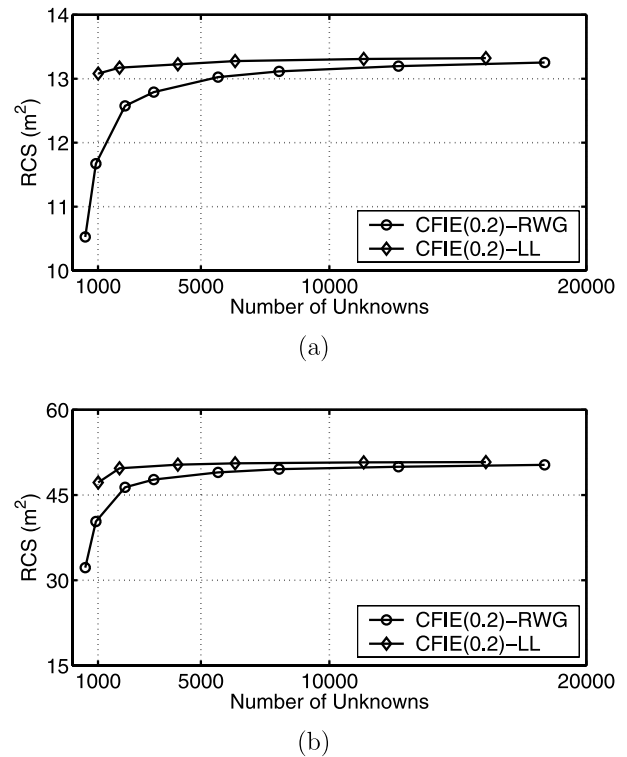 14
13
12
11
10
RCS (m²)
1000 5000 10000 20000
Number of Unknowns
CFIE(0.2)−RWG
CFIE(0.2)−LL
(a)
60
45
30
15
RCS (m²)
1000 5000 10000 20000
Number of Unknowns
CFIE(0.2)−RWG
CFIE(0.2)−LL
(b)